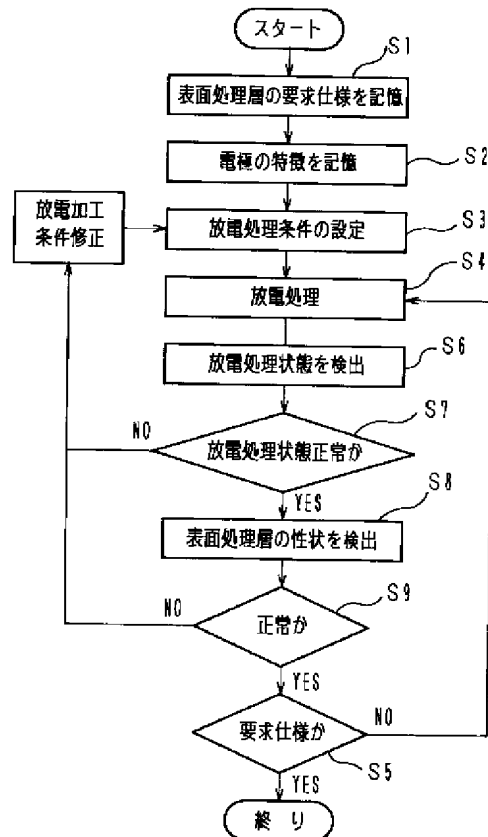 スタート
S1
表面処理層の要求仕様を記憶
S2
電極の特徴を記憶
放電加工
条件修正
S3
放電処理条件の設定
S4
放電処理
S6
放電処理状態を検出
S7
NO
放電処理状態正常か
YES
S8
表面処理層の性状を検出
S9
NO
正常か
YES
要求仕様か
NO
S5
YES
終り